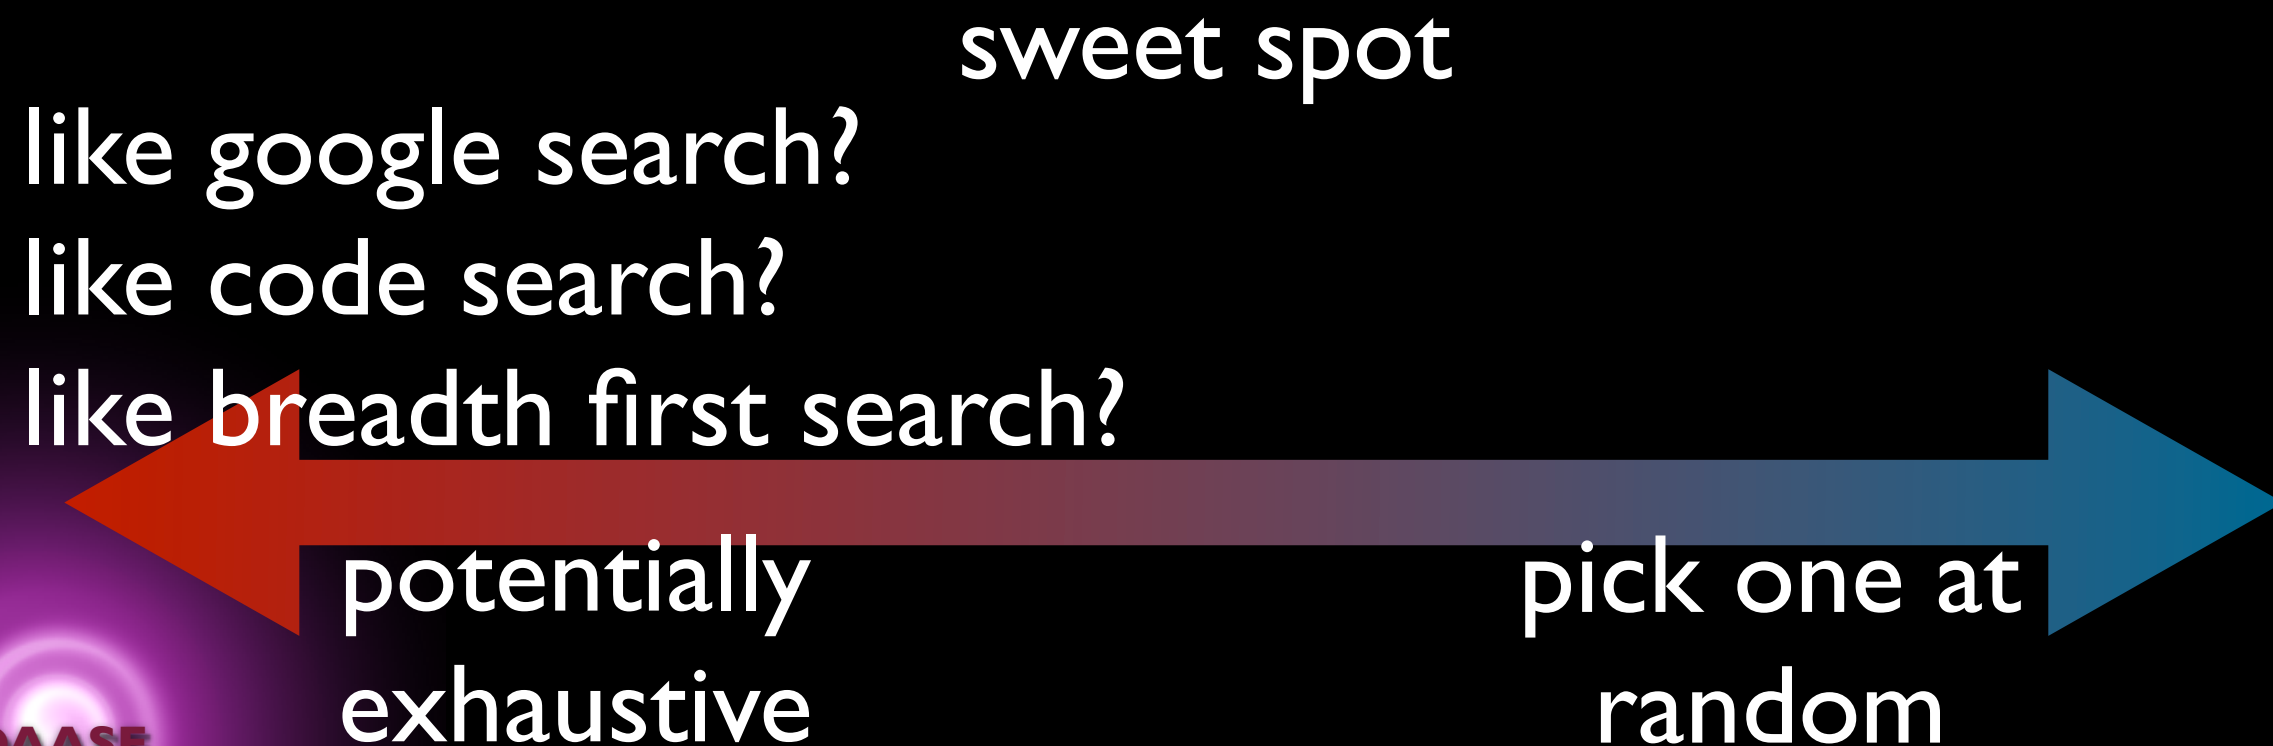 sweet spot
like google search?
like code search?
like breadth first search?
potentially
exhaustive
pick one at
random